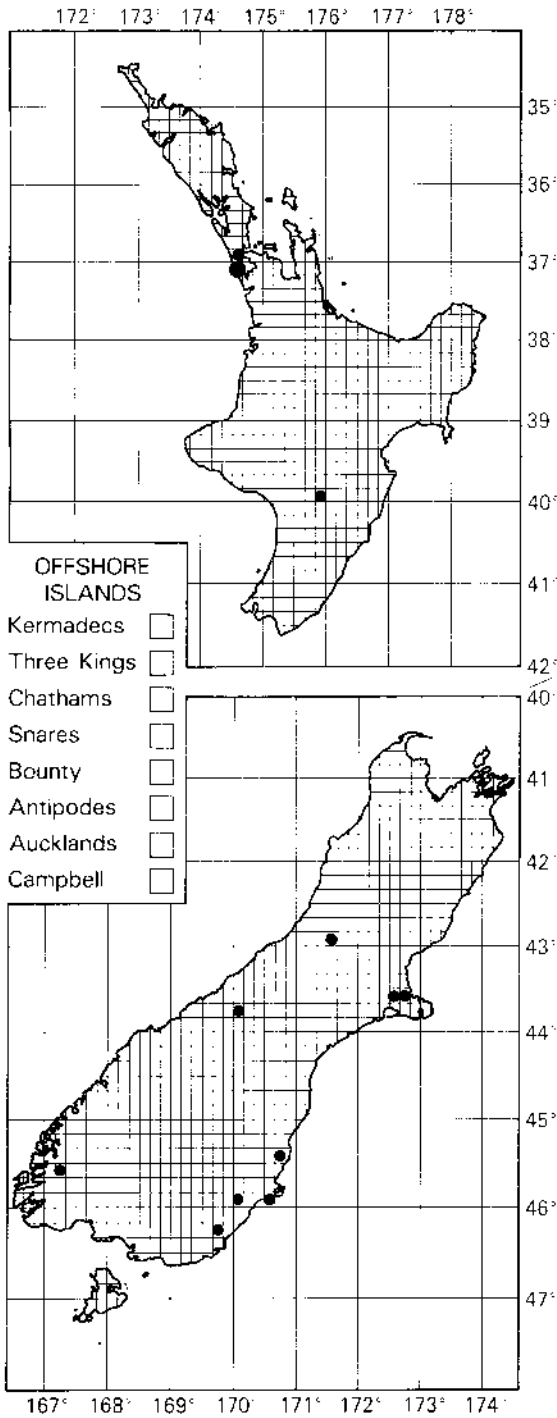 172° 173° 174° 175° 176° 177° 178°
35°
36°
37°
38°
39
40°
41°
42°
OFFSHORE
ISLANDS
Kermadecs
Three Kings
Chathams
Snares
Bounty
Antipodes
Aucklands
Campbell
40°
41°
42°
43°
44°
45°
46°
47°
167° 168° 169° 170° 171° 172° 173° 174°